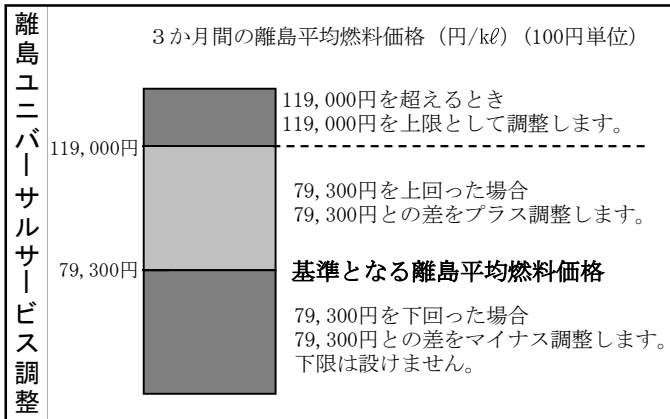 離島ユニバーサルサービス調整
３か月間の離島平均燃料価格（円/kℓ）（100円単位）
119,000円を超えるとき
119,000円を上限として調整します。
119,000円
79,300円を上回った場合
79,300円との差をプラス調整します。
79,300円
基準となる離島平均燃料価格
79,300円を下回った場合
79,300円との差をマイナス調整します。
下限は設けません。